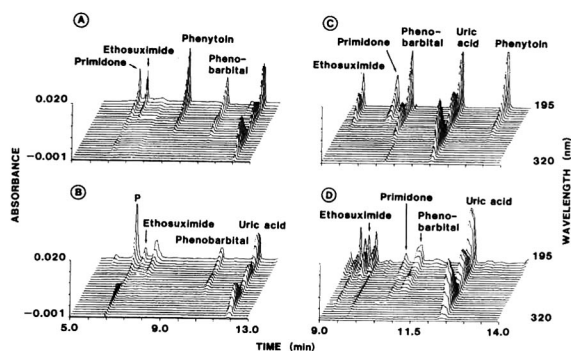 A
Ethosuximide
Primidone
Phenytoin
Pheno-
barbital
0.020
-0.001
C
Ethosuximide
Primidone
Pheno-
barbital
Uric
acid
Phenytoin
195
(nm)
320
ABSORBANCE
WAVELENGTH
B
P
Ethosuximide
Phenobarbital
Uric acid
0.020
-0.001
5.0
9.0
13.0
D
Ethosuximide
Primidone
Pheno-
barbital
Uric acid
195
320
9.0
11.5
14.0
TIME (min)